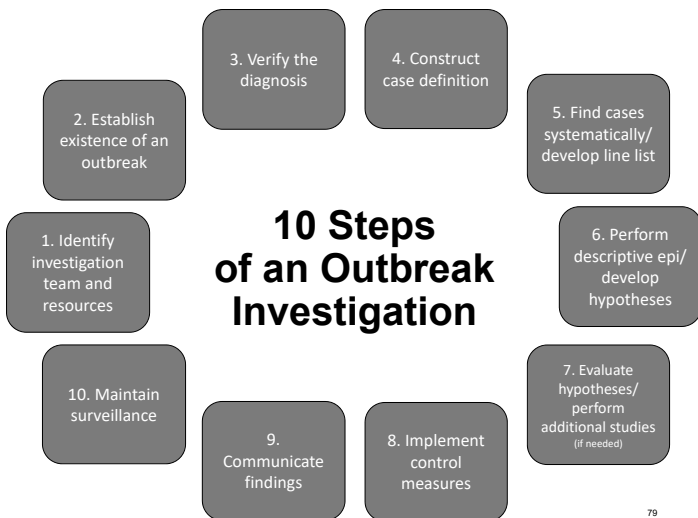 10 Steps
of an Outbreak
Investigation
1. Identify
investigation
team and
resources
2. Establish
existence of an
outbreak
3. Verify the
diagnosis
4. Construct
case definition
5. Find cases
systematically/
develop line list
6. Perform
descriptive epi/
develop
hypotheses
7. Evaluate
hypotheses/
perform
additional studies
(if needed)
8. Implement
control
measures
9.
Communicate
findings
10. Maintain
surveillance
79